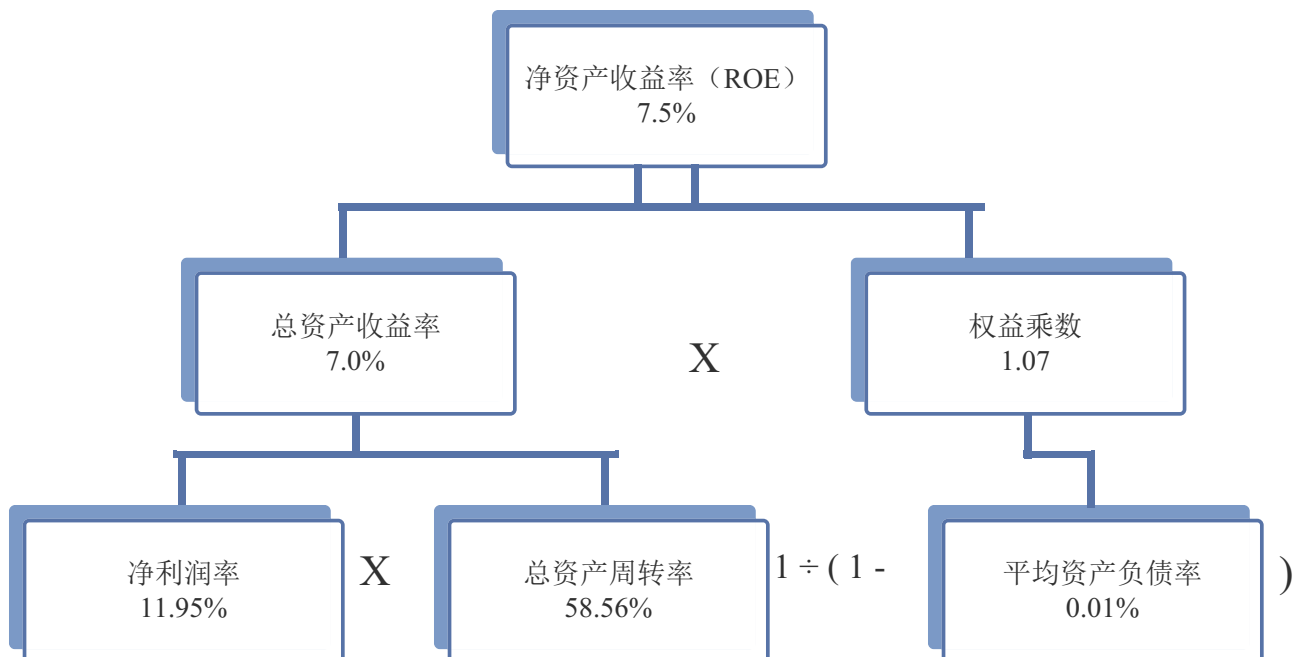 净资产收益率（ROE）
7.5%
总资产收益率
7.0%
X
权益乘数
1.07
净利润率
11.95%
X
总资产周转率
58.56%
1 ÷ ( 1 -
平均资产负债率
0.01%
)